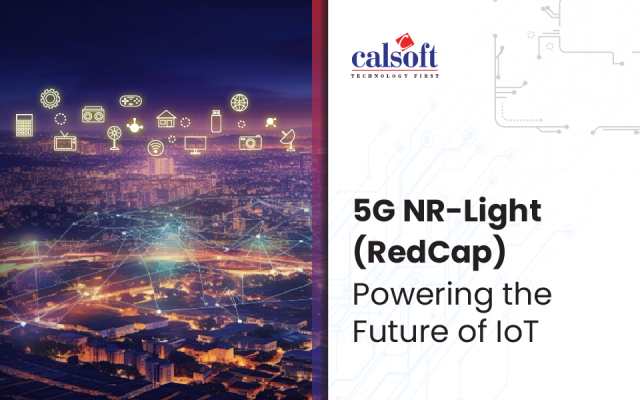 calsoft
TECHNOLOGY FIRST
5G NR-Light
(RedCap)
Powering the
Future of IoT